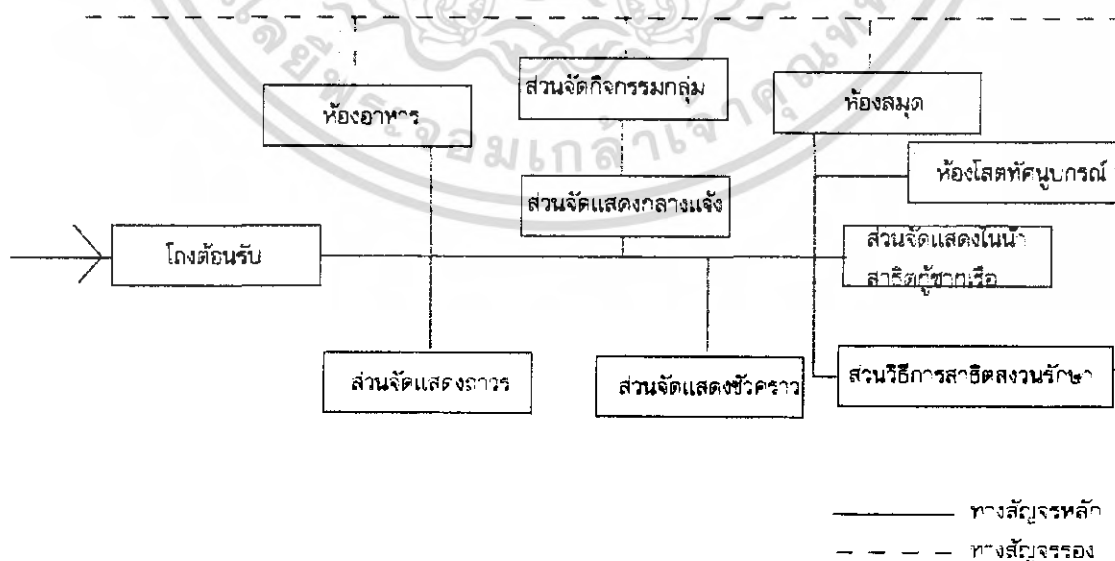 ส่วนจัดกิจกรรมกลุ่ม
ห้องอาหาร
ห้องสมุด
ห้องโสตทัศนูปกรณ์
ส่วนจัดแสดงกลางแจ้ง
โถงต้อนรับ
ส่วนจัดแสดงในน้ำ
สาธิตกู้ซากเรือ
ส่วนจัดแสดงถาวร
ส่วนจัดแสดงชั่วคราว
ส่วนวิธีการสาธิตสงวนรักษา
ทางสัญจรหลัก
ทางสัญจรรอง